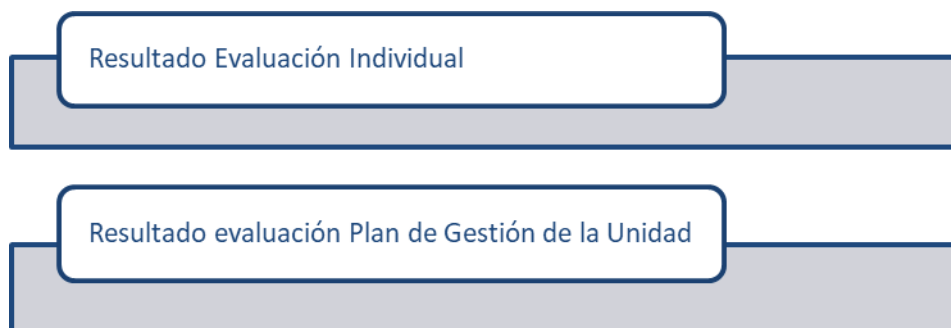 Resultado Evaluación Individual
Resultado evaluación Plan de Gestión de la Unidad